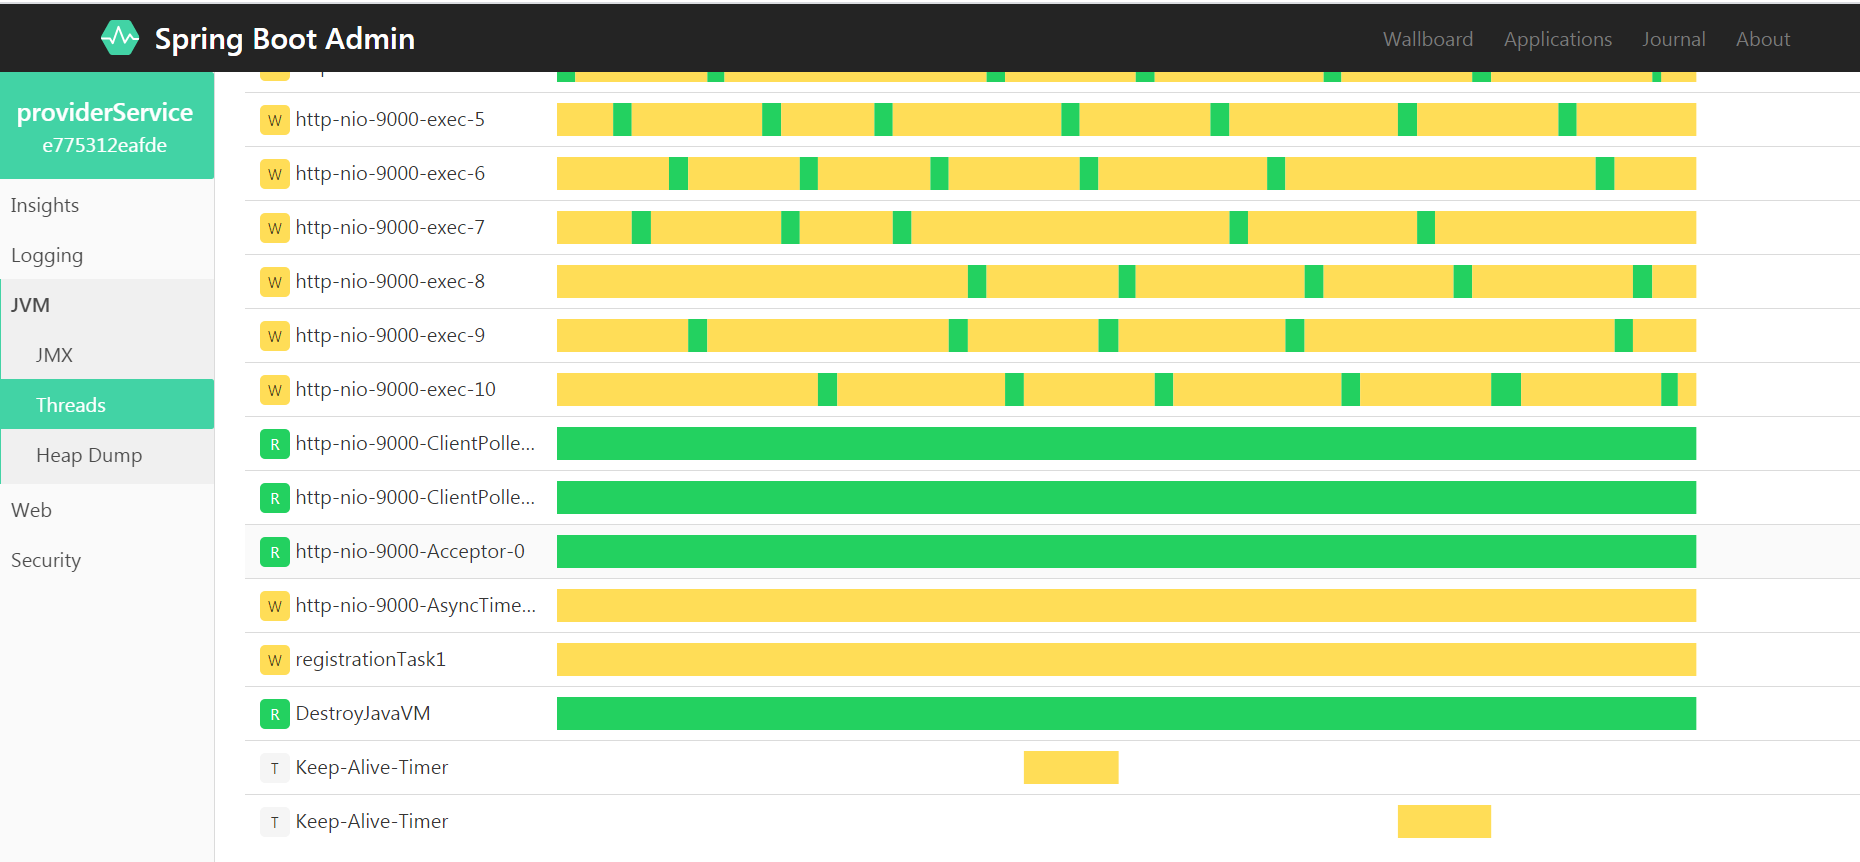 Spring Boot Admin
Wallboard
Applications
Journal
About
providerService
e775312eafde
Insights
Logging
JVM
JMX
Threads
Heap Dump
Web
Security
W http-nio-9000-exec-5
W http-nio-9000-exec-6
W http-nio-9000-exec-7
W http-nio-9000-exec-8
W http-nio-9000-exec-9
W http-nio-9000-exec-10
R http-nio-9000-ClientPolle...
R http-nio-9000-ClientPolle...
R http-nio-9000-Acceptor-0
W http-nio-9000-AsyncTime...
W registrationTask1
R DestroyJavaVM
T Keep-Alive-Timer
T Keep-Alive-Timer